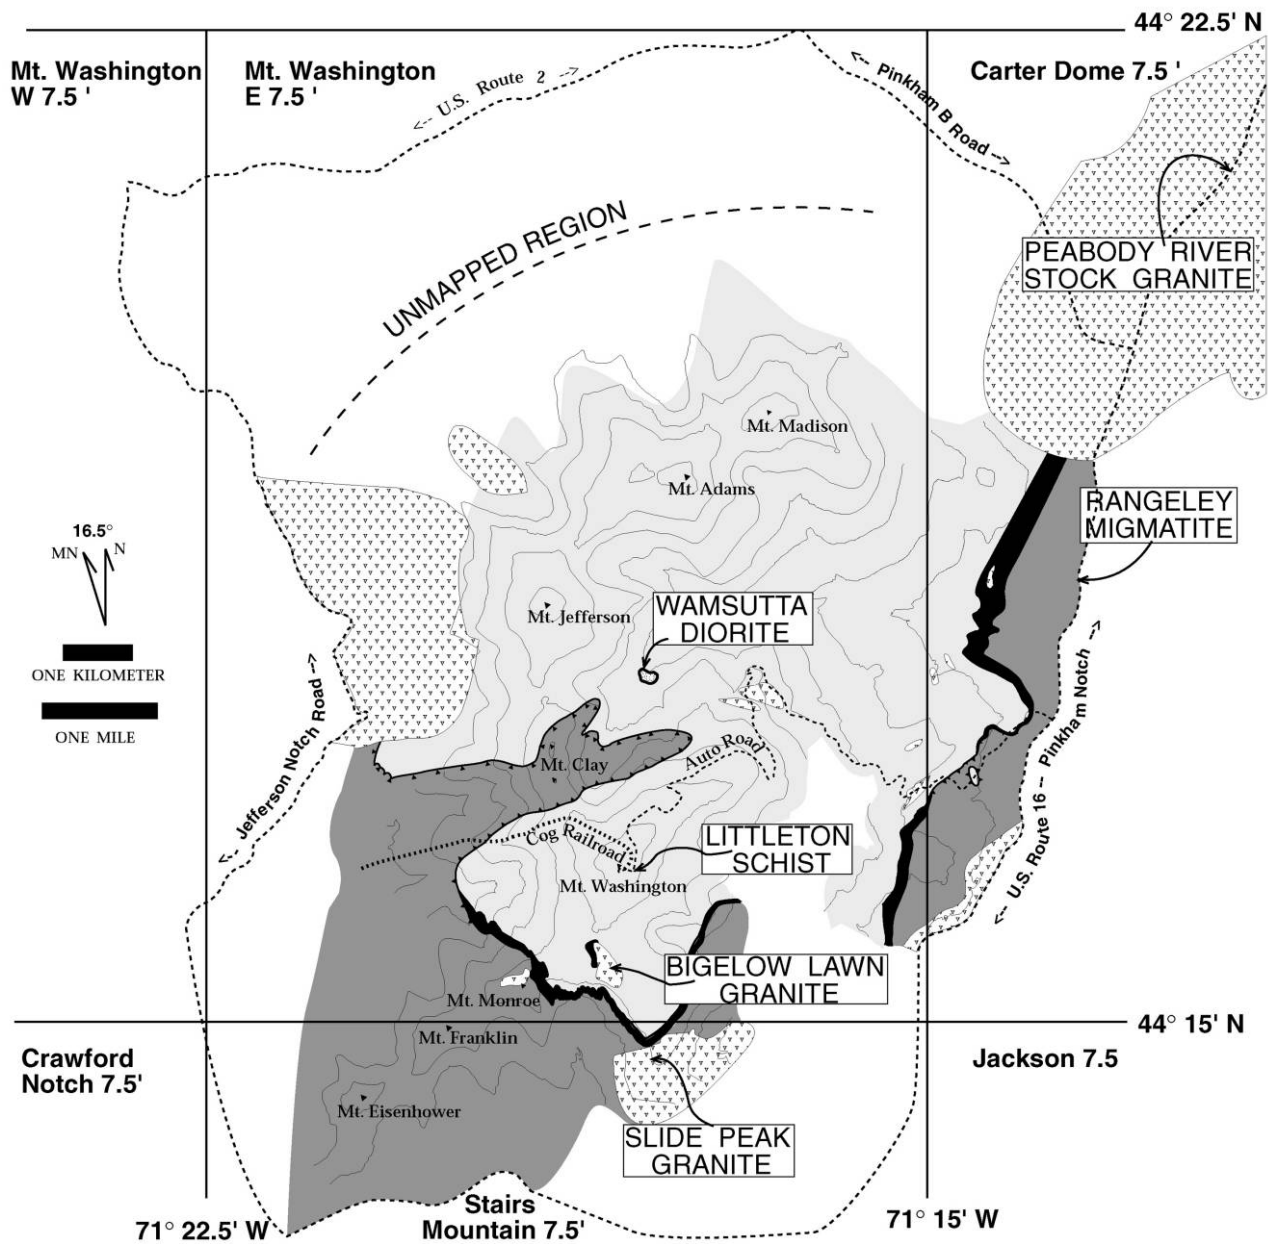 44° 22.5' N
Mt. Washington
W 7.5 '
Mt. Washington
E 7.5 '
Carter Dome 7.5 '
<-- U.S. Route 2 -->
<-- Pinkham B Road -->
UNMAPPED REGION
PEABODY RIVER
STOCK GRANITE
Mt. Madison
Mt. Adams
RANGELEY
MIGMATITE
16.5°
MN
N
ONE KILOMETER
ONE MILE
Mt. Jefferson
WAMSUTTA
DIORITE
<-- Jefferson Notch Road -->
Mt. Clay
Auto Road
<-- U.S. Route 16 -- Pinkham Notch -->
Cog Railroad
LITTLETON
SCHIST
Mt. Washington
BIGELOW LAWN
GRANITE
Mt. Monroe
Mt. Franklin
44° 15' N
Crawford
Notch 7.5'
Jackson 7.5
Mt. Eisenhower
SLIDE PEAK
GRANITE
Stairs
Mountain 7.5'
71° 22.5' W
71° 15' W